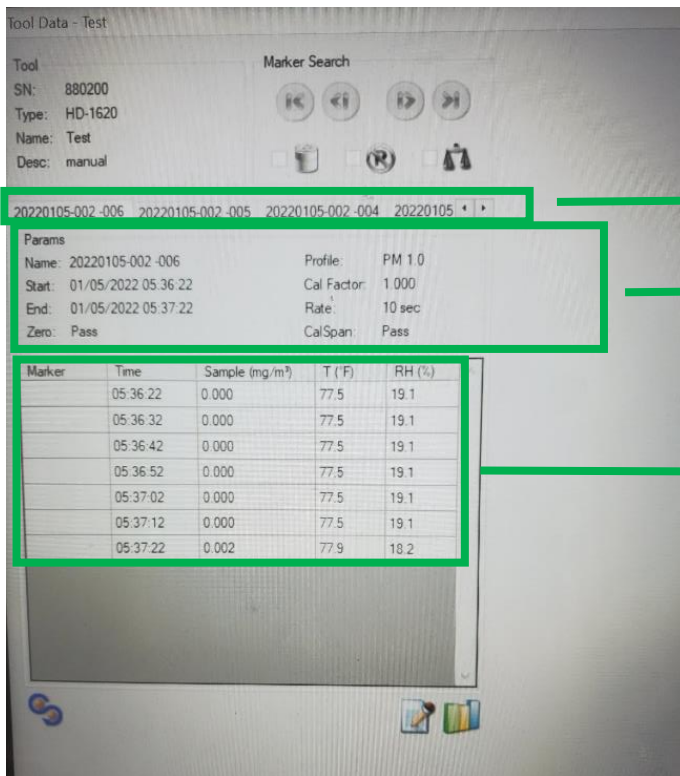 Tool Data - Test
Tool
Marker Search
SN: 880200
Type: HD-1620
Name: Test
Desc: manual
20220105-002 -006 20220105-002 -005 20220105-002 -004 20220105
Params
Name: 20220105-002 -006 Profile: PM 1.0
Start: 01/05/2022 05:36:22 Cal Factor: 1.000
End: 01/05/2022 05:37:22 Rate: 10 sec
Zero: Pass CalSpan: Pass
Marker Time Sample (mg/m³) T (°F) RH (%)
05:36:22 0.000 77.5 19.1
05:36:32 0.000 77.5 19.1
05:36:42 0.000 77.5 19.1
05:36:52 0.000 77.5 19.1
05:37:02 0.000 77.5 19.1
05:37:12 0.000 77.5 19.1
05:37:22 0.002 77.9 18.2